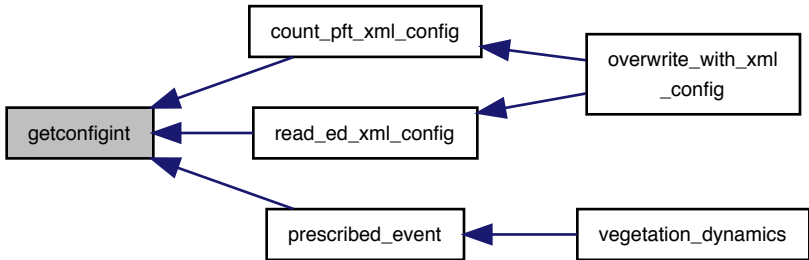 count_pft_xml_config
overwrite_with_xml
_config
getconfigint
read_ed_xml_config
prescribed_event
vegetation_dynamics